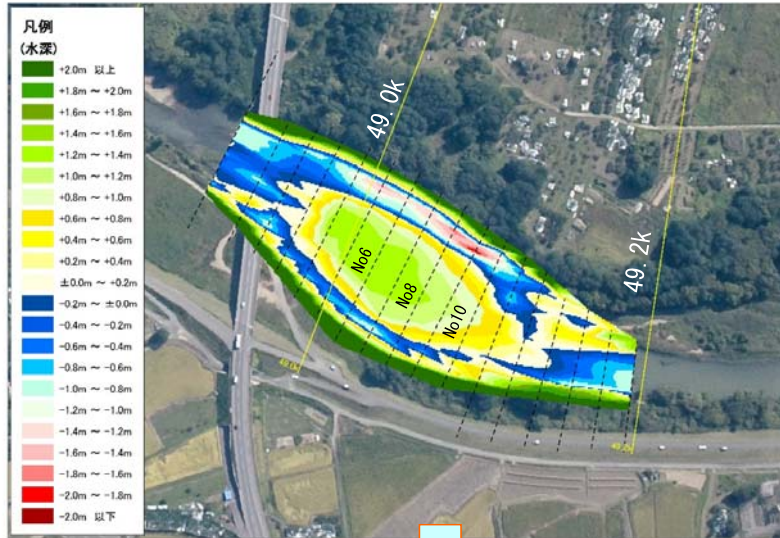 凡例
(水深)
+2.0m 以上
+1.8m ～ +2.0m
+1.6m ～ +1.8m
+1.4m ～ +1.6m
+1.2m ～ +1.4m
+1.0m ～ +1.2m
+0.8m ～ +1.0m
+0.6m ～ +0.8m
+0.4m ～ +0.6m
+0.2m ～ +0.4m
±0.0m ～ +0.2m
-0.2m ～ ±0.0m
-0.4m ～ -0.2m
-0.6m ～ -0.4m
-0.8m ～ -0.6m
-1.0m ～ -0.8m
-1.2m ～ -1.0m
-1.4m ～ -1.2m
-1.6m ～ -1.4m
-1.8m ～ -1.6m
-2.0m ～ -1.8m
-2.0m 以下
49.0k
49.2k
No6
No8
No10